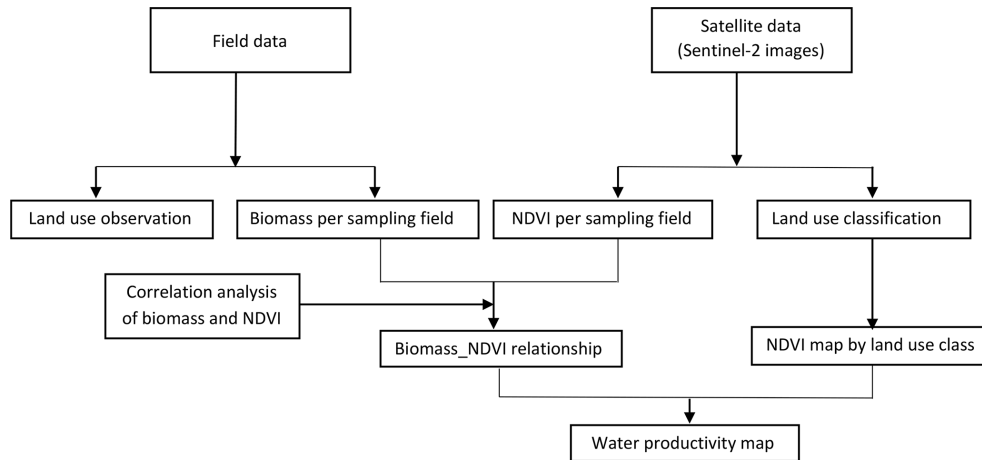 Field data
Satellite data
(Sentinel-2 images)
Land use observation
Biomass per sampling field
NDVI per sampling field
Land use classification
Correlation analysis
of biomass and NDVI
Biomass_NDVI relationship
NDVI map by land use class
Water productivity map